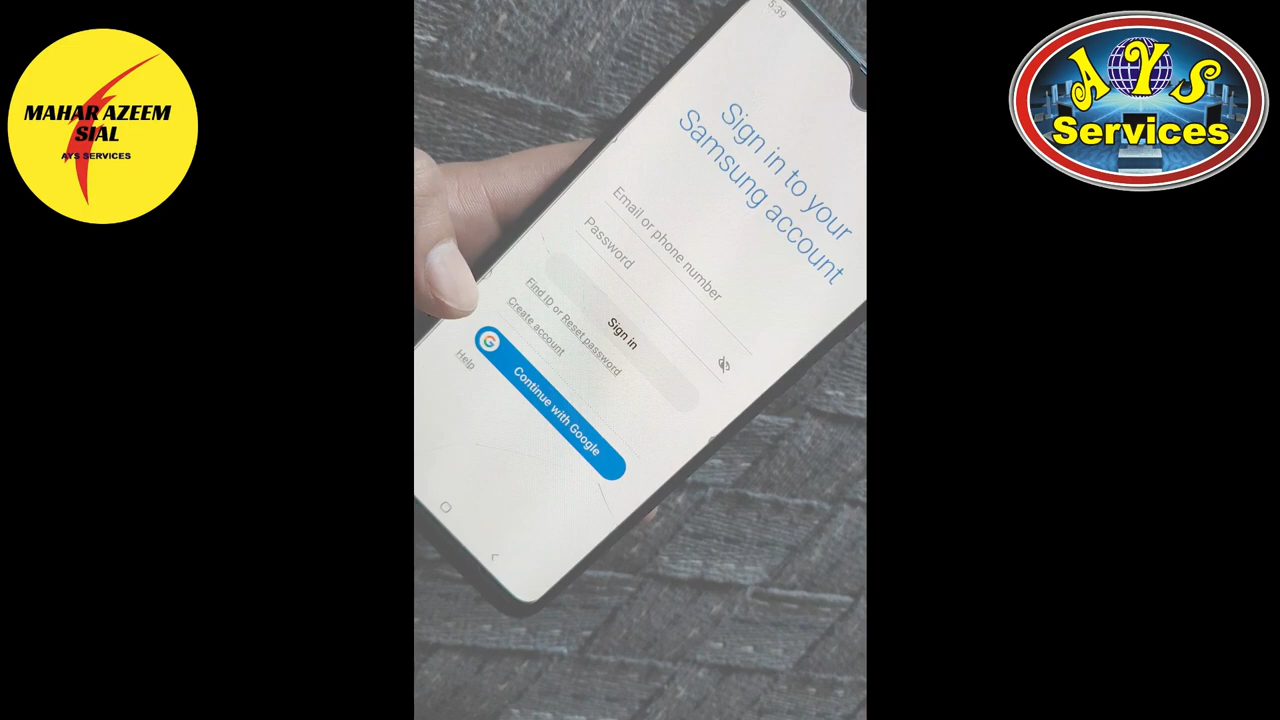 MAHAR AZEEM
SIAL
AYS SERVICES
AYS
Services
5:39
Sign in to your
Samsung account
Email or phone number
Password
Sign in
Find ID or Reset password
Create account
Continue with Google
Help